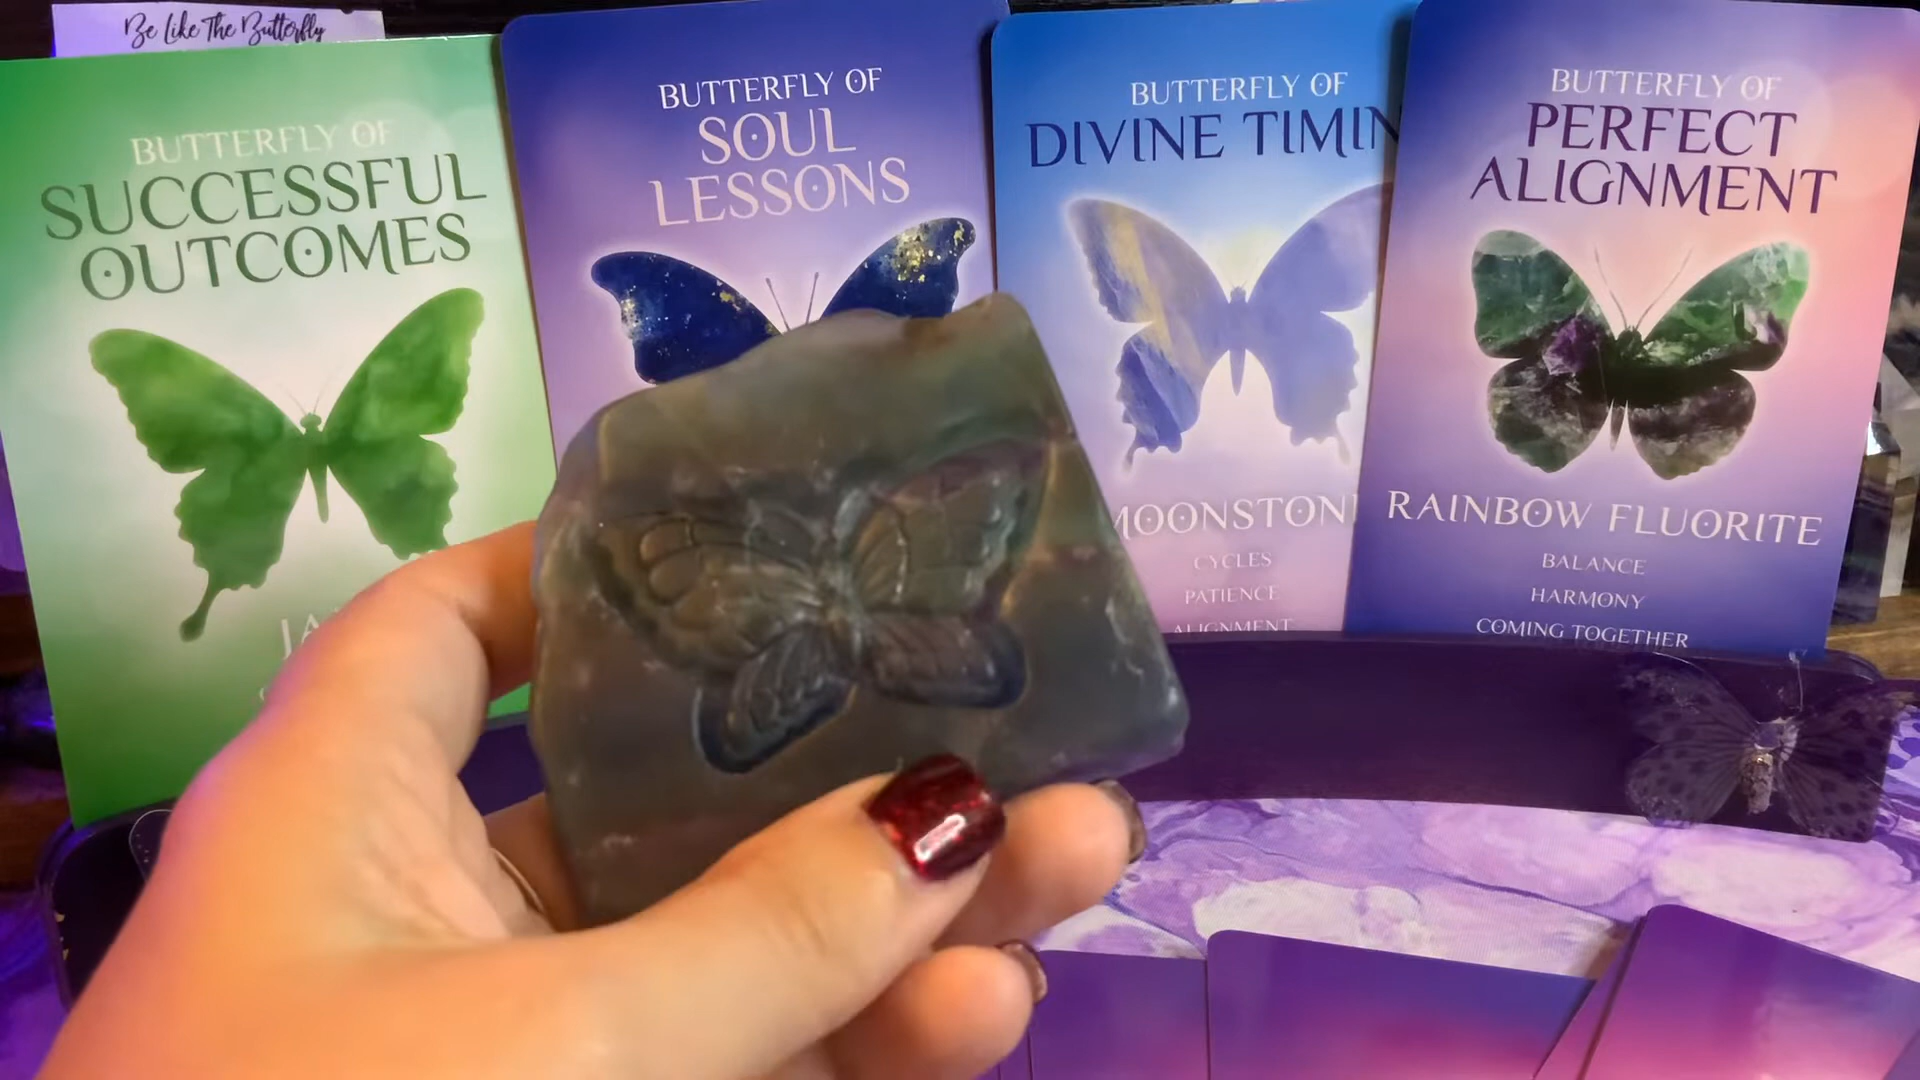 Be Like The Butterfly
BUTTERFLY OF
SUCCESSFUL
OUTCOMES
BUTTERFLY OF
SOUL
LESSONS
BUTTERFLY OF
DIVINE TIMIN
MOONSTON
CYCLES
PATIENCE
ALIGNMENT
BUTTERFLY OF
PERFECT
ALIGNMENT
RAINBOW FLUORITE
BALANCE
HARMONY
COMING TOGETHER